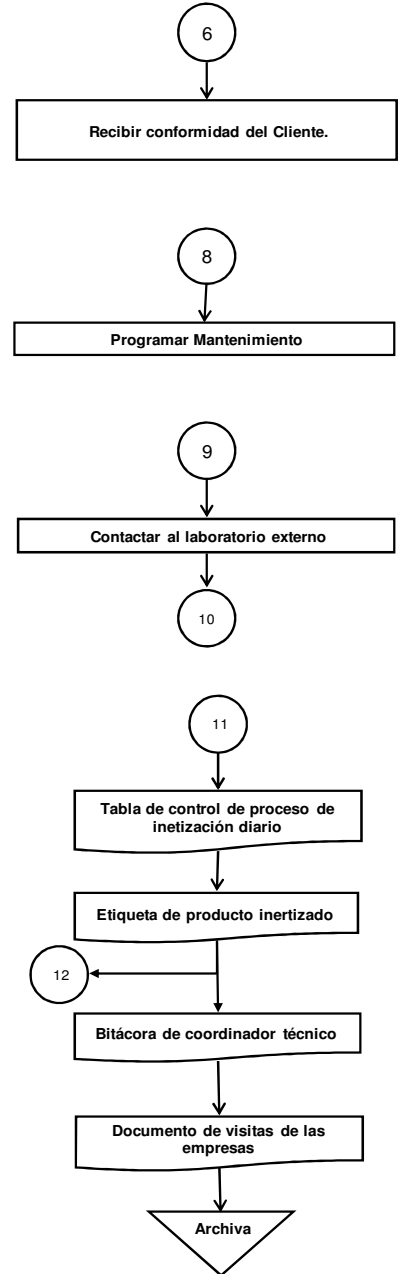 6
Recibir conformidad del Cliente.
8
Programar Mantenimiento
9
Contactar al laboratorio externo
10
11
Tabla de control de proceso de
inetización diario
Etiqueta de producto inertizado
12
Bitácora de coordinador técnico
Documento de visitas de las
empresas
Archiva